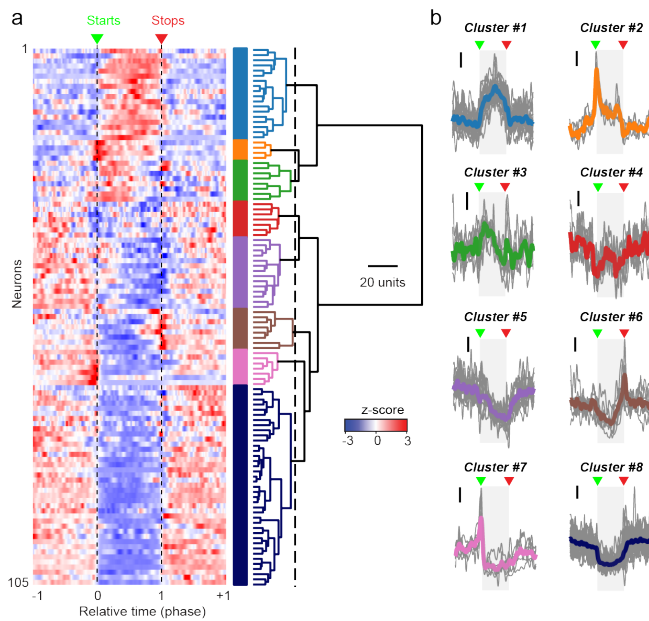 a
Starts
Stops
1
Neurons
105
-1
0
1
+1
Relative time (phase)
20 units
z-score
-3
0
3
b
Cluster #1
Cluster #2
Cluster #3
Cluster #4
Cluster #5
Cluster #6
Cluster #7
Cluster #8